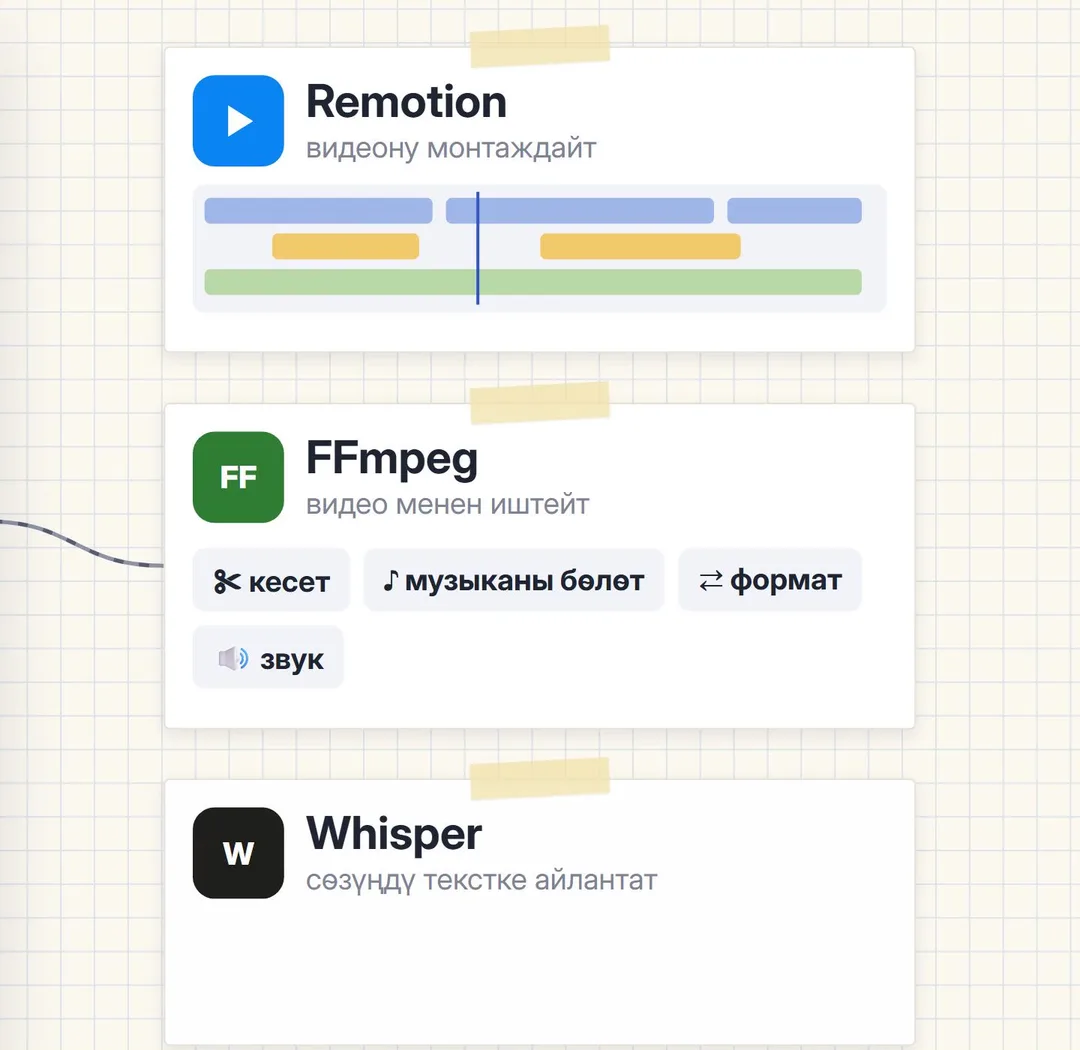 Remotion
видеону монтаждайт
FF
FFmpeg
видео менен иштейт
кесет
музыканы бөлөт
формат
звук
W
Whisper
сөзүңдү текстке айлантат